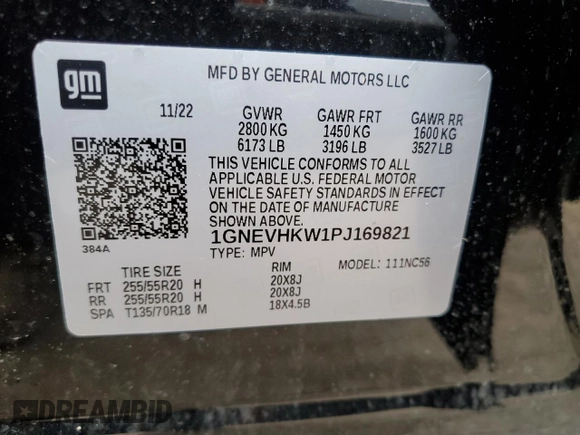 gm
MFD BY GENERAL MOTORS LLC
11/22 GVWR GAWR FRT GAWR RR
2800 KG 1450 KG 1600 KG
6173 LB 3196 LB 3527 LB
THIS VEHICLE CONFORMS TO ALL
APPLICABLE U.S. FEDERAL MOTOR
VEHICLE SAFETY STANDARDS IN EFFECT
ON THE DATE OF MANUFACTURE
SHOWN ABOVE.
384A
1GNEVHKW1PJ169821
TYPE: MPV MODEL: 111NC56
TIRE SIZE RIM
FRT 255/55R20 H 20X8J
RR 255/55R20 H 20X8J
SPA T135/70R18 M 18X4.5B
DREAMBID